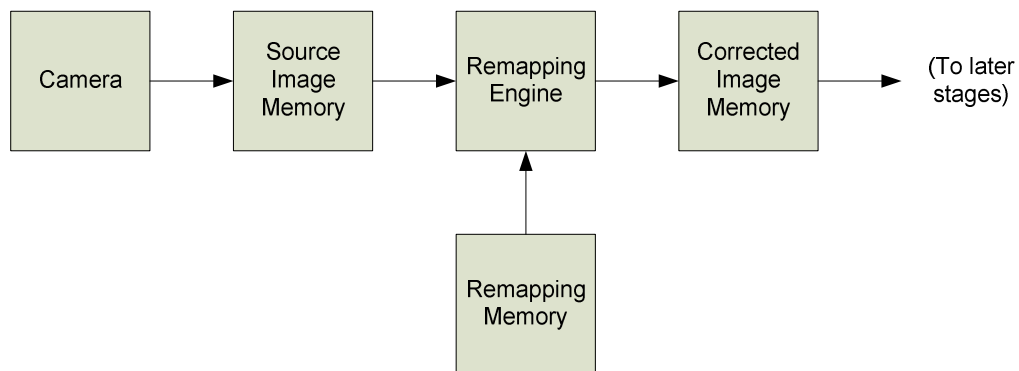 Camera
Source
Image
Memory
Remapping
Engine
Corrected
Image
Memory
(To later
stages)
Remapping
Memory